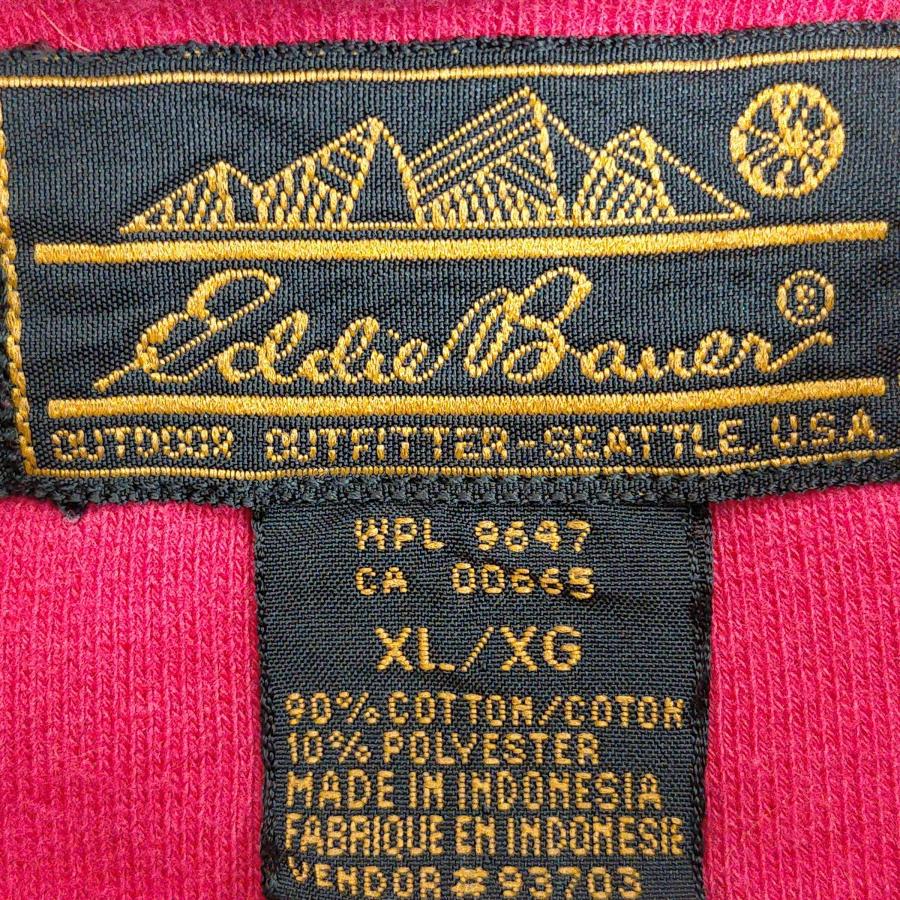 Eddie Bauer®
OUTDOOR OUTFITTER-SEATTLE, U.S.A.
WPL 9647
CA 00665
XL/XG
90% COTTON/COTON
10% POLYESTER
MADE IN INDONESIA
FABRIQUE EN INDONESIE
VENDOR#93703